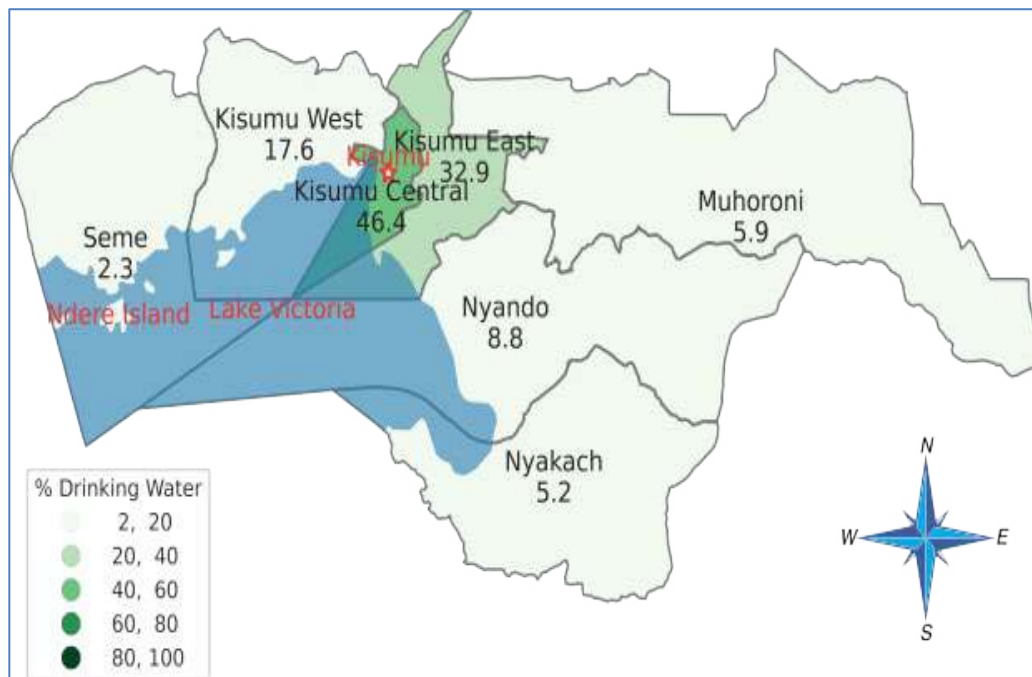 Kisumu West
17.6
Kisumu East
32.9
Kisumu
Kisumu Central
46.4
Muhoroni
5.9
Seme
2.3
Ndere Island
Lake Victoria
Nyando
8.8
Nyakach
5.2
% Drinking Water
2, 20
20, 40
40, 60
60, 80
80, 100
N
W
E
S